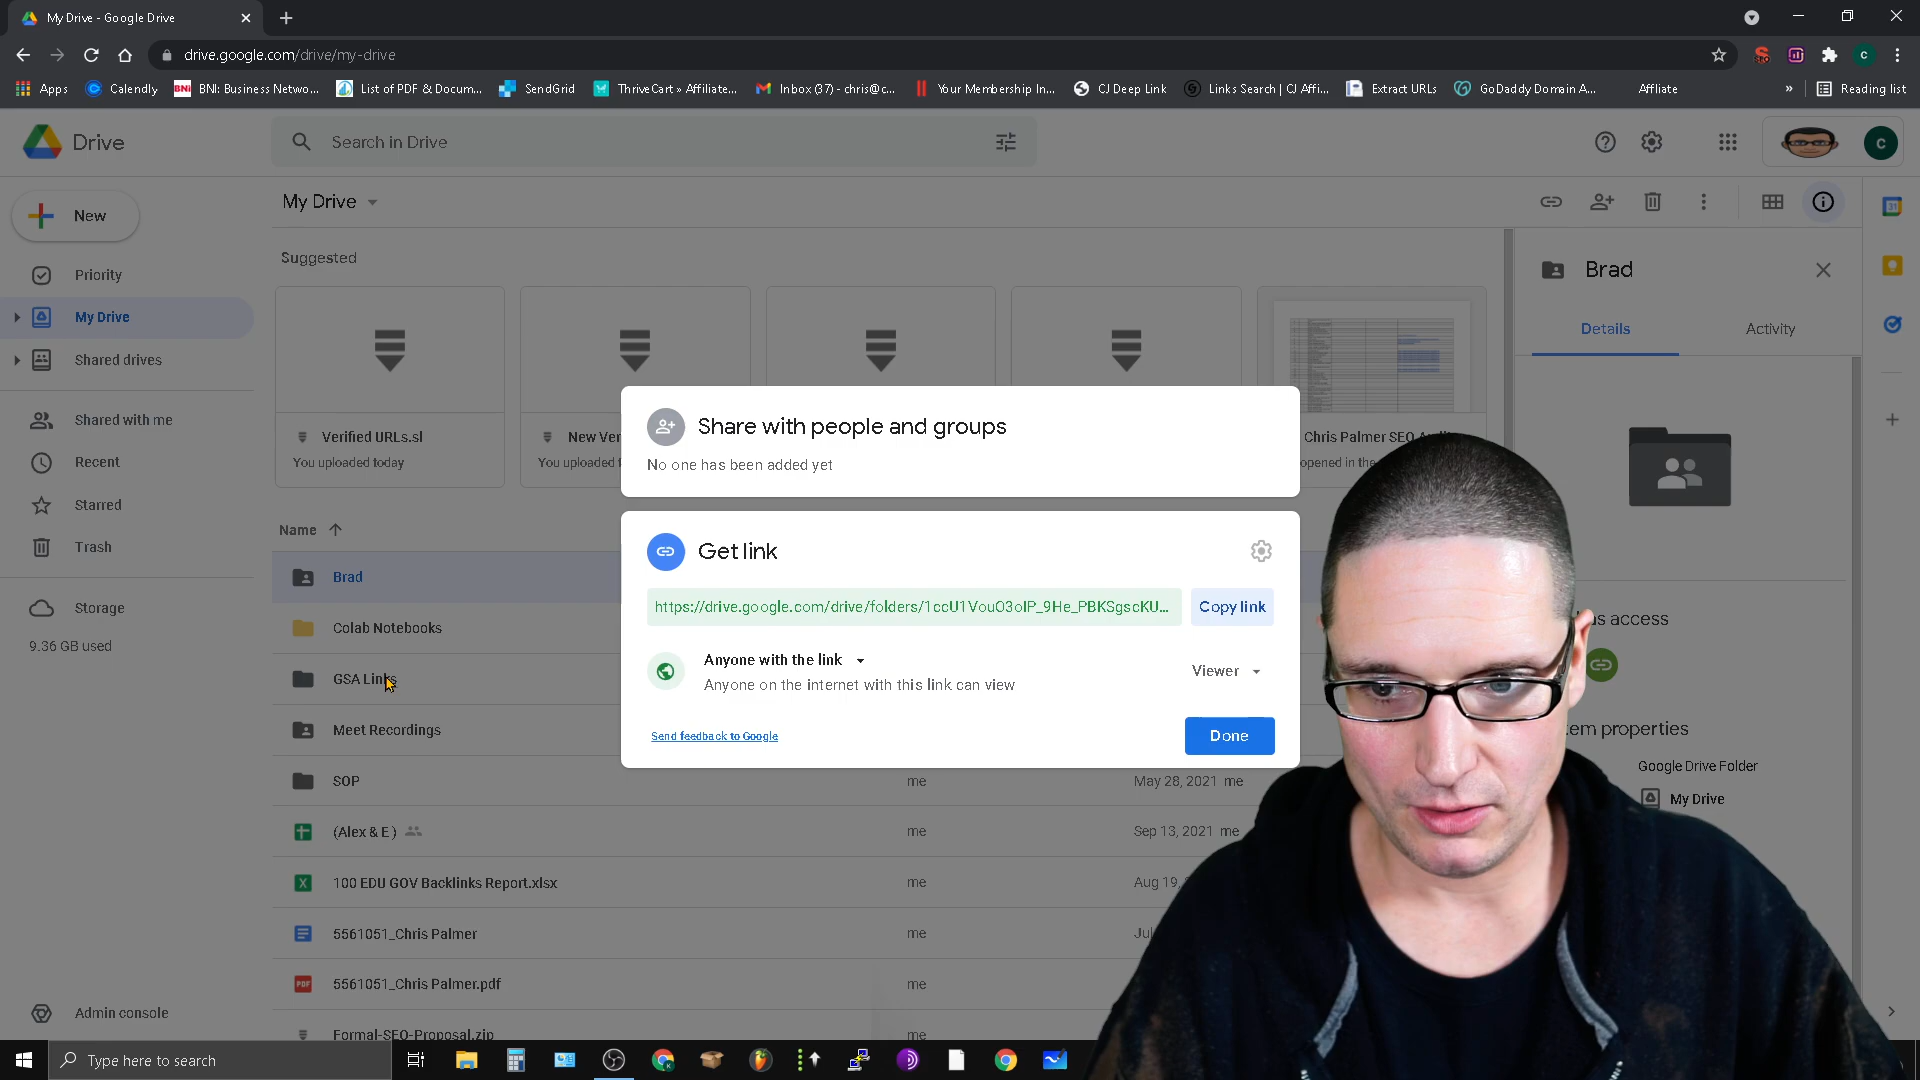 My Drive - Google Drive
drive.google.com/drive/my-drive
C
Apps
Calendly
BNI
BNI: Business Netwo...
List of PDF & Docum...
SendGrid
ThriveCart » Affiliate...
Inbox (37) - chris@c...
Your Membership In...
CJ Deep Link
Links Search | CJ Affi...
Extract URLs
GoDaddy Domain A...
Affliate
»
Reading list
Drive
Search in Drive
C
New
My Drive
31
Priority
My Drive
Shared drives
Shared with me
Recent
Starred
Trash
Storage
9.36 GB used
Admin console
Suggested
Verified URLs.sl
You uploaded today
New Ver
You uploaded t
Chris Palmer SEO Audit
opened in the
Name
Brad
Colab Notebooks
GSA Links
Meet Recordings
SOP
me
May 28, 2021 me
(Alex & E )
me
Sep 13, 2021 me
X
100 EDU GOV Backlinks Report.xlsx
me
Aug 19,
5561051_Chris Palmer
me
Jul
PDF
5561051_Chris Palmer.pdf
me
Formal-SEO-Proposal.zip
me
Share with people and groups
No one has been added yet
Get link
https://drive.google.com/drive/folders/1ccU1VouO3oIP_9He_PBKSgscKU...
Copy link
Anyone with the link
Anyone on the internet with this link can view
Viewer
Send feedback to Google
Done
Brad
Details
Activity
as access
em properties
Google Drive Folder
My Drive
Type here to search